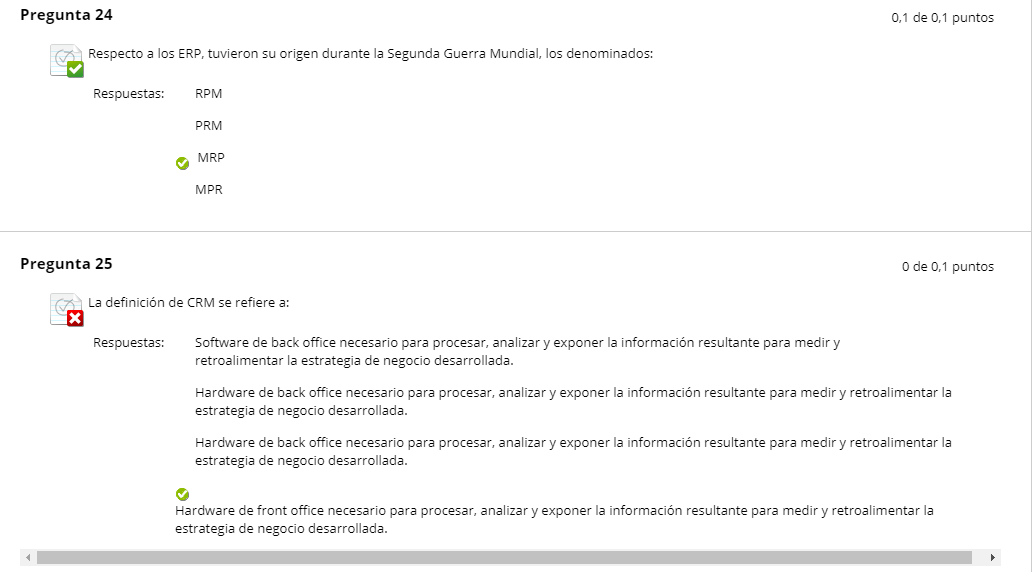 Pregunta 24
0,1 de 0,1 puntos
Respecto a los ERP, tuvieron su origen durante la Segunda Guerra Mundial, los denominados:
Respuestas:
RPM
PRM
MRP
MPR
Pregunta 25
0 de 0,1 puntos
La definición de CRM se refiere a:
Respuestas:
Software de back office necesario para procesar, analizar y exponer la información resultante para medir y
retroalimentar la estrategia de negocio desarrollada.
Hardware de back office necesario para procesar, analizar y exponer la información resultante para medir y retroalimentar la
estrategia de negocio desarrollada.
Hardware de back office necesario para procesar, analizar y exponer la información resultante para medir y retroalimentar la
estrategia de negocio desarrollada.
Hardware de front office necesario para procesar, analizar y exponer la información resultante para medir y retroalimentar la
estrategia de negocio desarrollada.